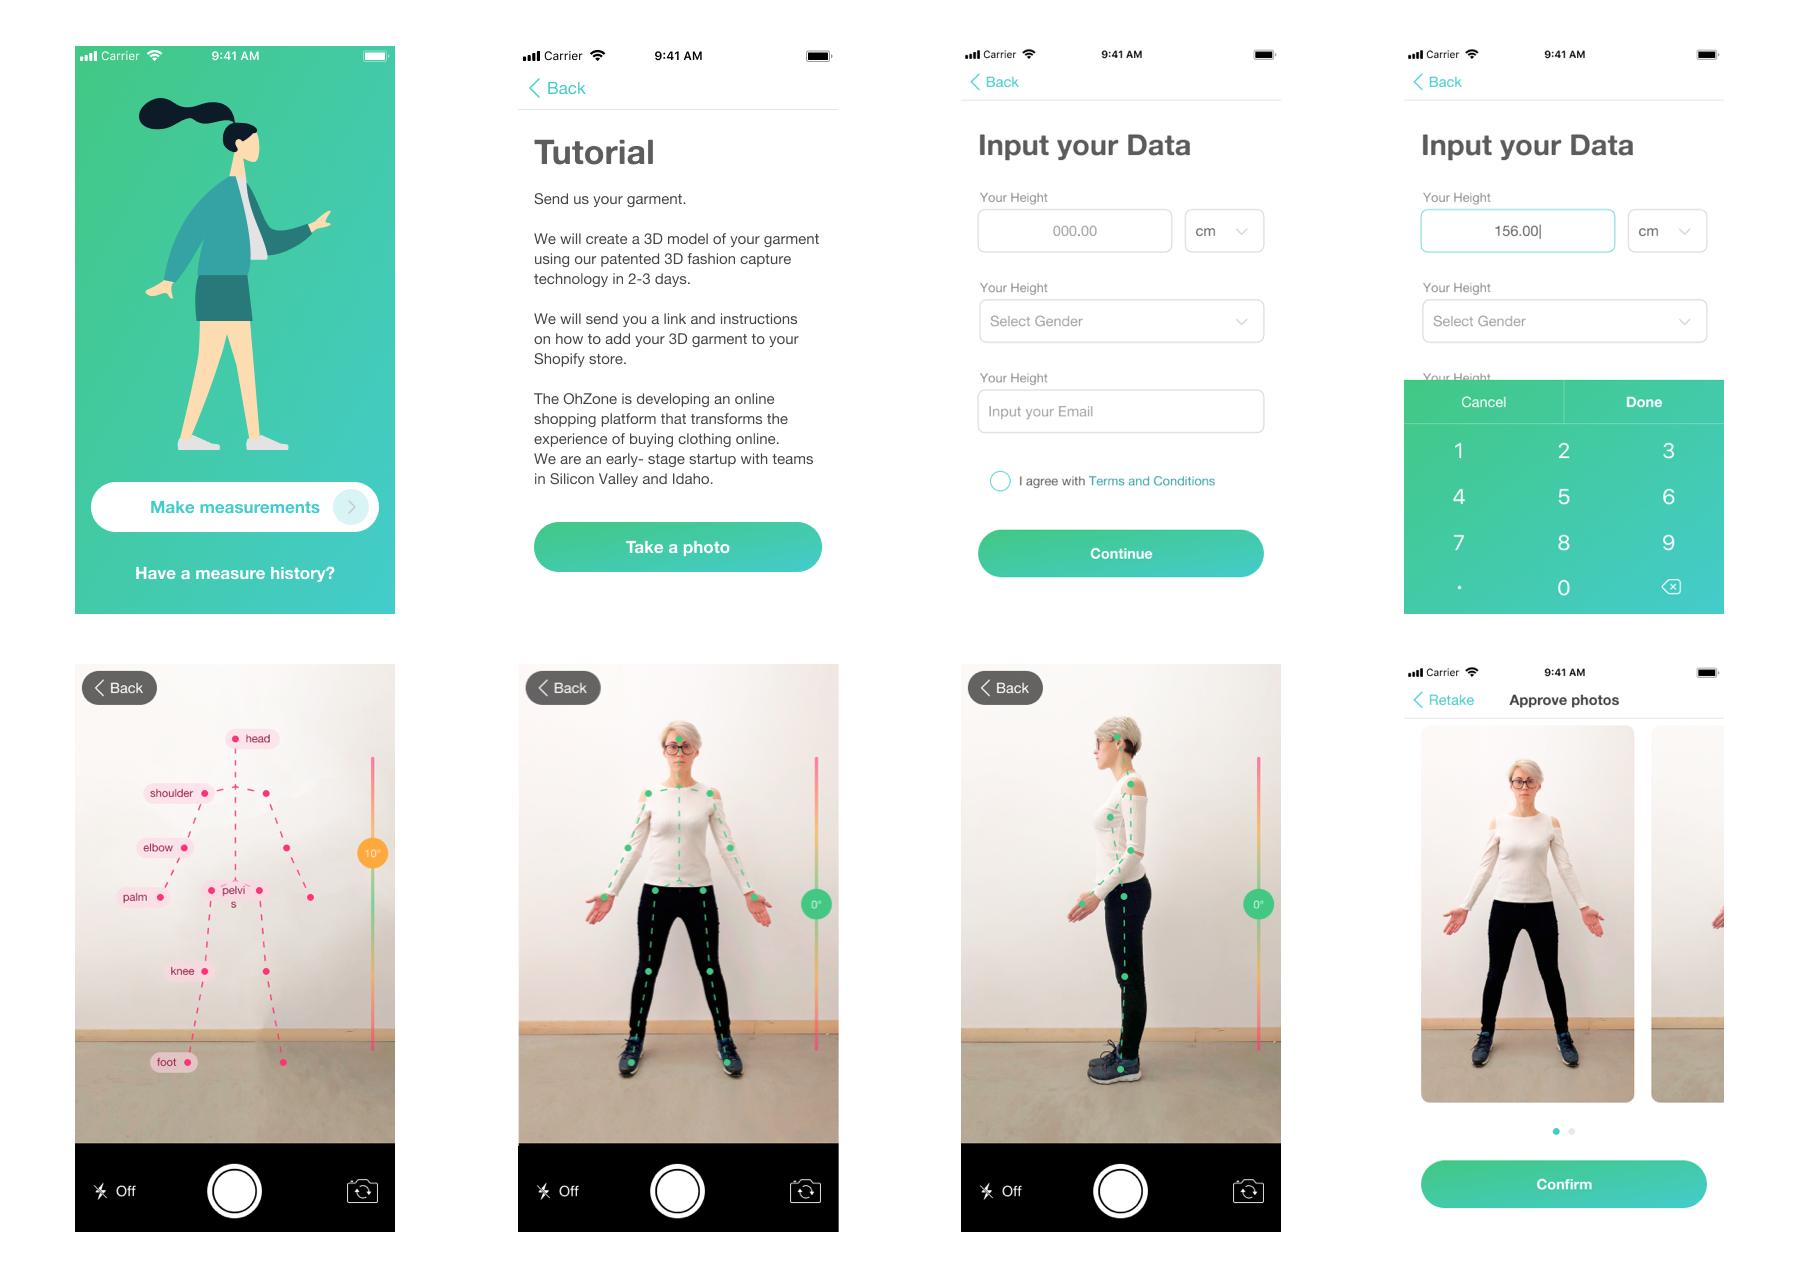 Carrier 9:41 AM
Make measurements
Have a measure history?
Carrier 9:41 AM
Back
Tutorial
Send us your garment.
We will create a 3D model of your garment
using our patented 3D fashion capture
technology in 2-3 days.
We will send you a link and instructions
on how to add your 3D garment to your
Shopify store.
The OhZone is developing an online
shopping platform that transforms the
experience of buying clothing online.
We are an early- stage startup with teams
in Silicon Valley and Idaho.
Take a photo
Carrier 9:41 AM
Back
Input your Data
Your Height
000.00 cm
Your Height
Select Gender
Your Height
Input your Email
I agree with Terms and Conditions
Continue
Carrier 9:41 AM
Back
Input your Data
Your Height
156.00 cm
Your Height
Select Gender
Your Height
Cancel Done
1 2 3
4 5 6
7 8 9
. 0
Back
head
shoulder
elbow
10°
palm
pelvi
s
knee
foot
Off
Back
0°
Off
Back
0°
Off
Carrier 9:41 AM
Retake Approve photos
Confirm